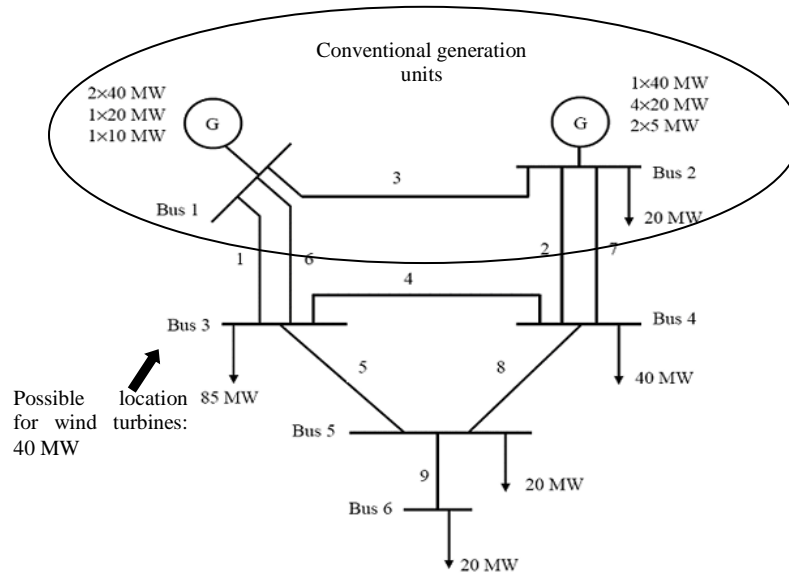 Conventional generation
units
2×40 MW
1×20 MW
1×10 MW
G
1×40 MW
4×20 MW
2×5 MW
G
3
Bus 1
Bus 2
20 MW
1
6
2
7
4
Bus 3
Bus 4
Possible location
for wind turbines:
40 MW
85 MW
5
8
40 MW
Bus 5
9
20 MW
Bus 6
20 MW